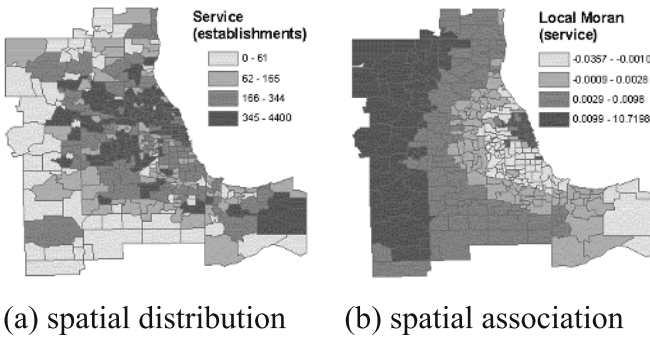 Service
(establishments)
0 - 61
62 - 165
166 - 344
345 - 4400
Local Moran
(service)
-0.0357 - -0.0010
-0.0009 - 0.0028
0.0029 - 0.0098
0.0099 - 10.7198
(a) spatial distribution
(b) spatial association